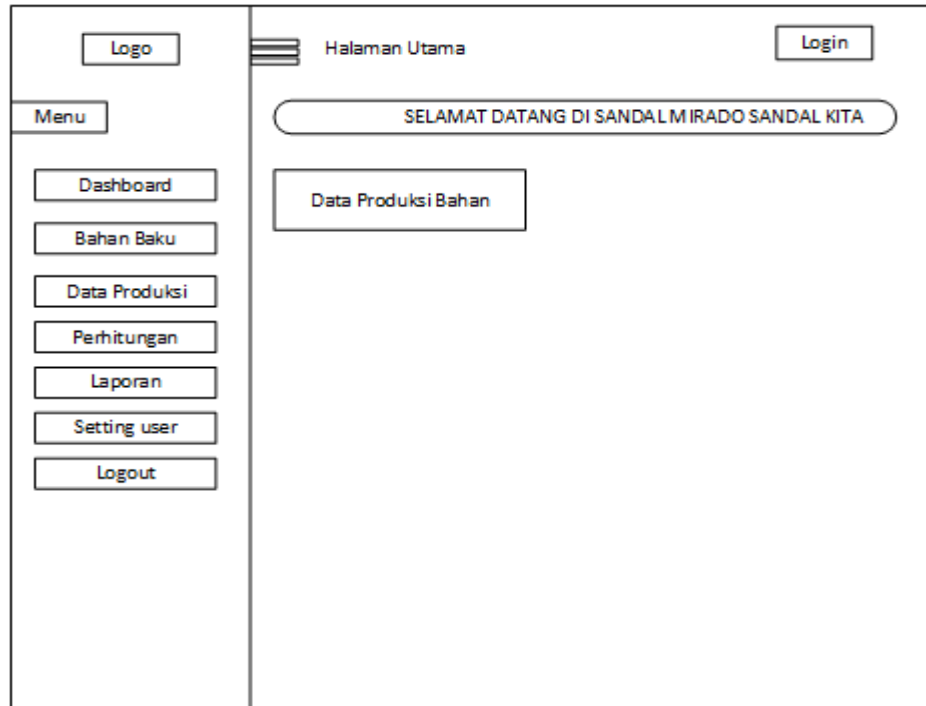 Logo
Halaman Utama
Login
Menu
SELAMAT DATANG DI SANDAL MIRADO SANDAL KITA
Dashboard
Data Produksi Bahan
Bahan Baku
Data Produksi
Perhitungan
Laporan
Setting user
Logout